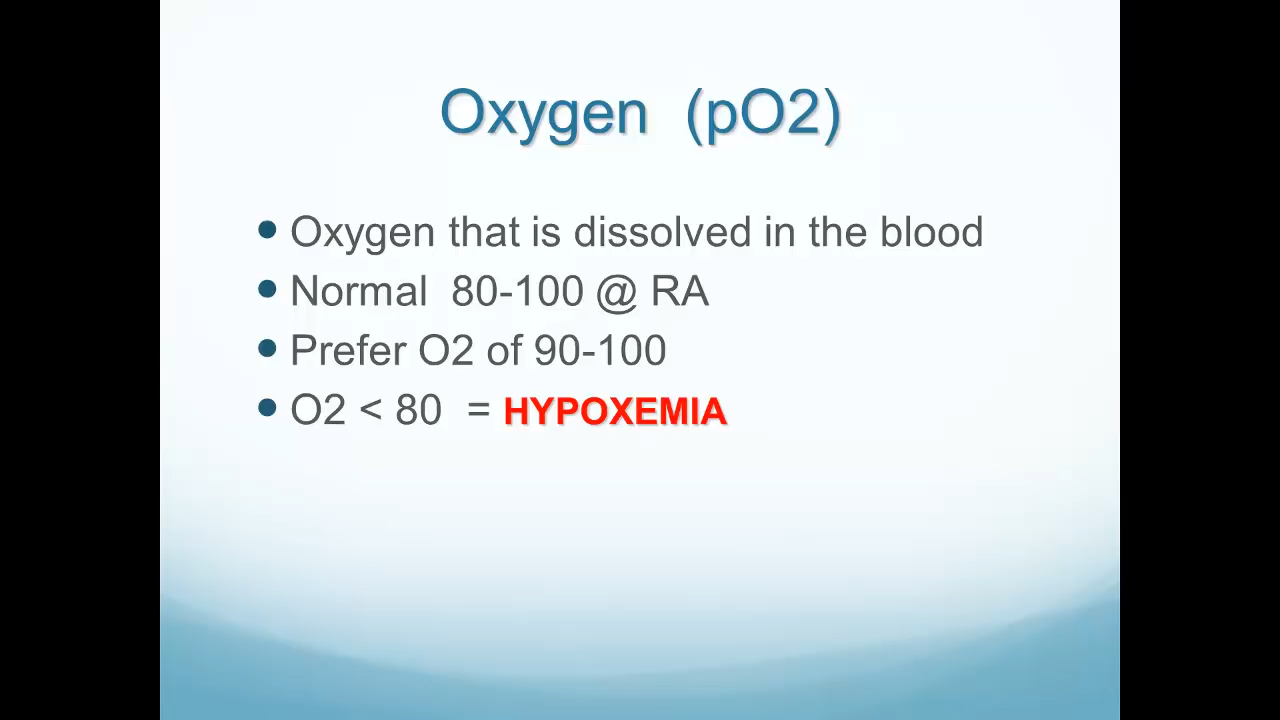 Oxygen (pO2)
• Oxygen that is dissolved in the blood
• Normal 80-100 @ RA
• Prefer O2 of 90-100
• O2 < 80 = HYPOXEMIA